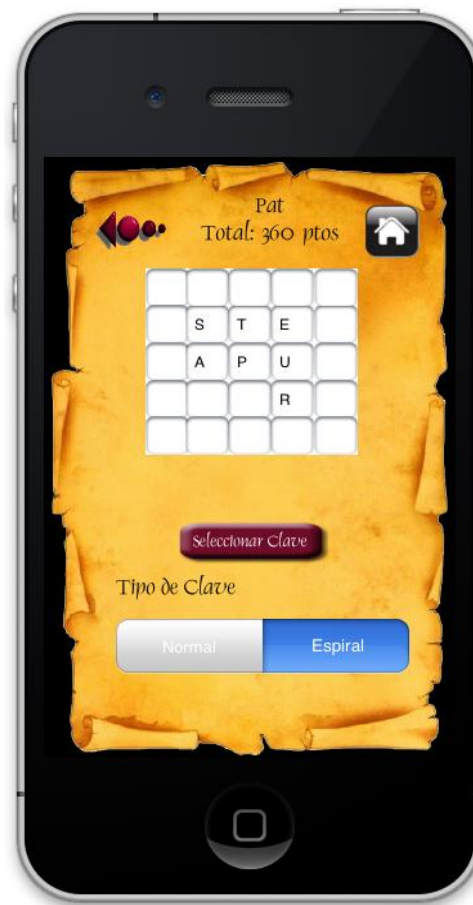 Pat
Total: 360 ptos
S T E
A P U
R
Seleccionar Clave
Tipo de Clave
Normal
Espiral